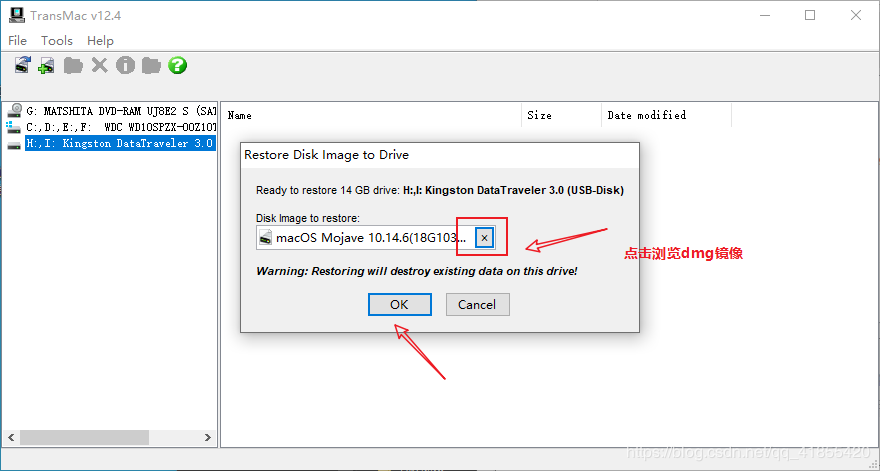 TransMac v12.4
File Tools Help
G: MATSHITA DVD-RAM UJ8E2 S (SAT
C:,D:,E:,F: WDC WD10SPZX-00Z10T
H:,I: Kingston DataTraveler 3.0
Name Size Date modified
Restore Disk Image to Drive
Ready to restore 14 GB drive: H:,I: Kingston DataTraveler 3.0 (USB-Disk)
Disk Image to restore:
macOS Mojave 10.14.6(18G103...
点击浏览dmg镜像
Warning: Restoring will destroy existing data on this drive!
OK Cancel
https://blog.csdn.net/qq_41855420